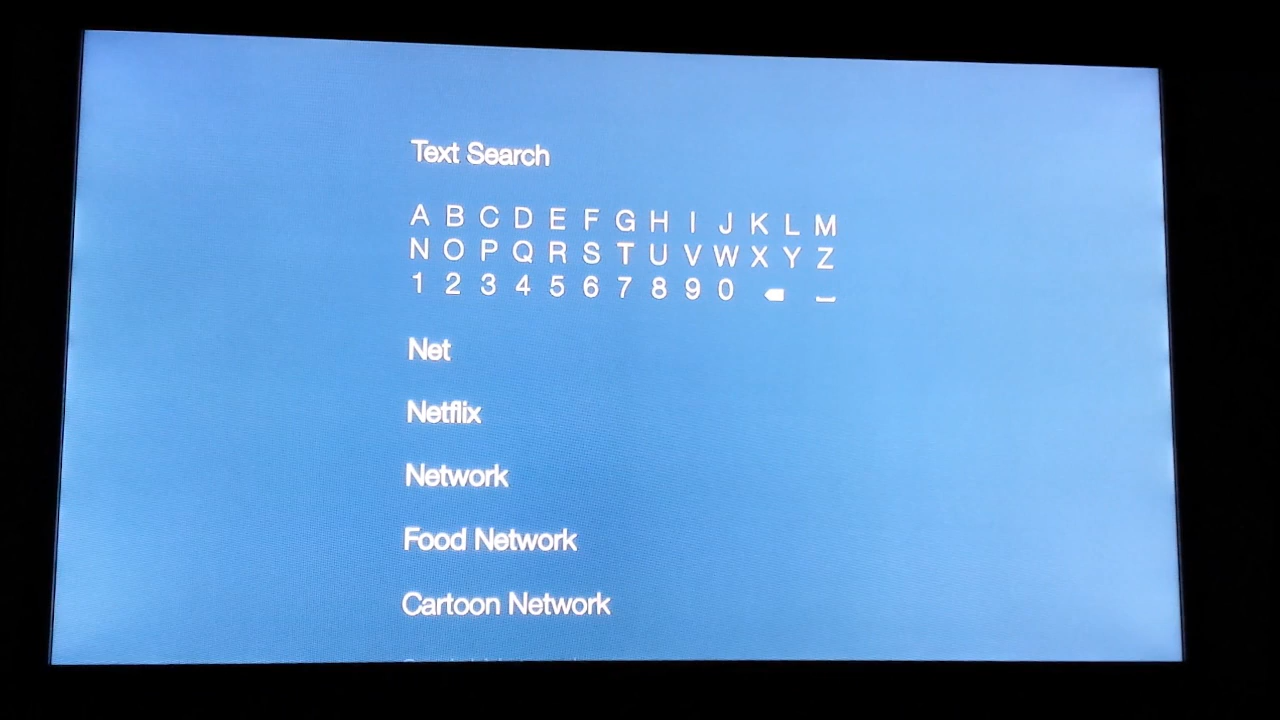 Text Search
A B C D E F G H I J K L M
N O P Q R S T U V W X Y Z
1 2 3 4 5 6 7 8 9 0
Net
Netflix
Network
Food Network
Cartoon Network